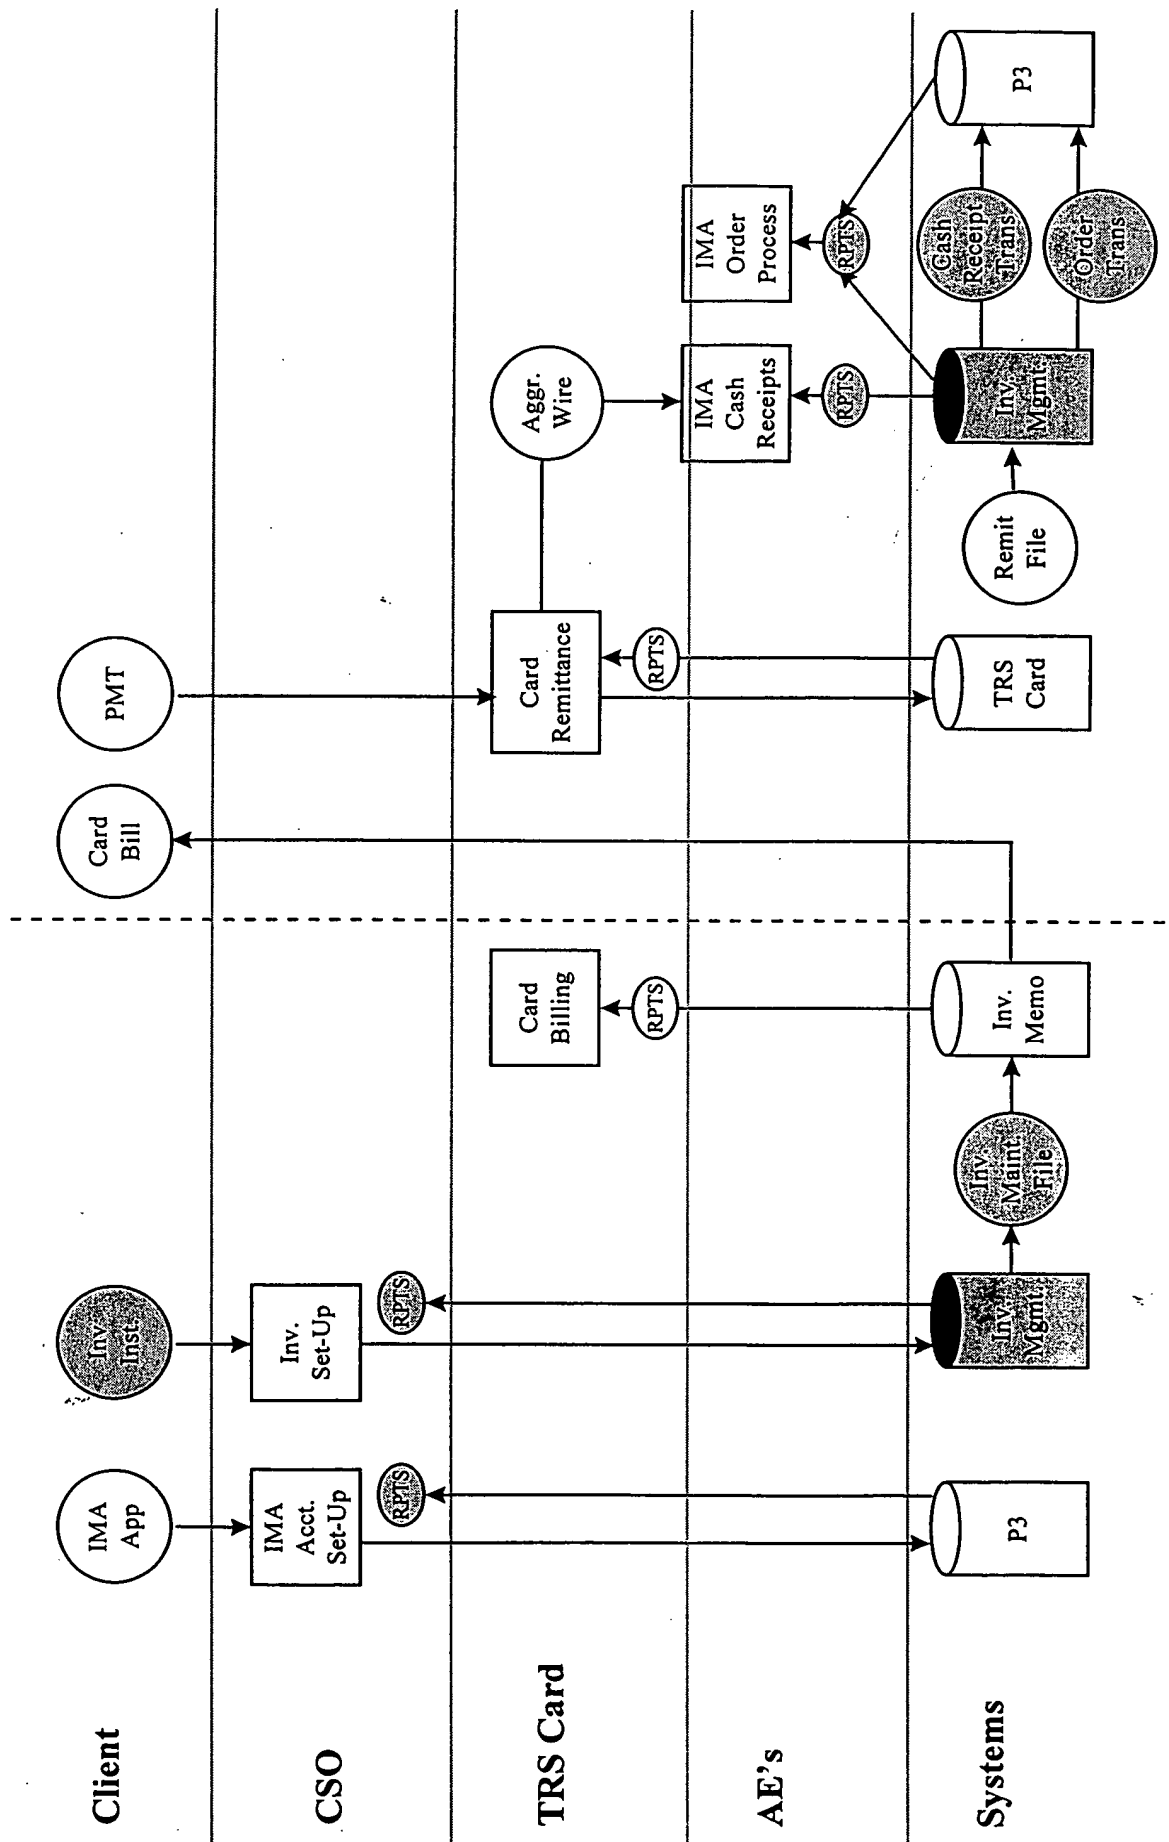 Client
IMA
App
Inv.
Inst.
Card
Bill
PMT
CSO
IMA
Acct.
Set-Up
RPTS
Inv.
Set-Up
RPTS
TRS Card
Card
Billing
RPTS
Card
Remittance
RPTS
Aggr.
Wire
AE's
IMA
Cash
Receipts
RPTS
IMA
Order
Process
RPTS
Systems
P3
Inv.
Mgmt.
Inv.
Maint.
File
Inv.
Memo
TRS
Card
Remit
File
Inv.
Mgmt.
Cash
Receipt
Trans
Order
Trans
P3